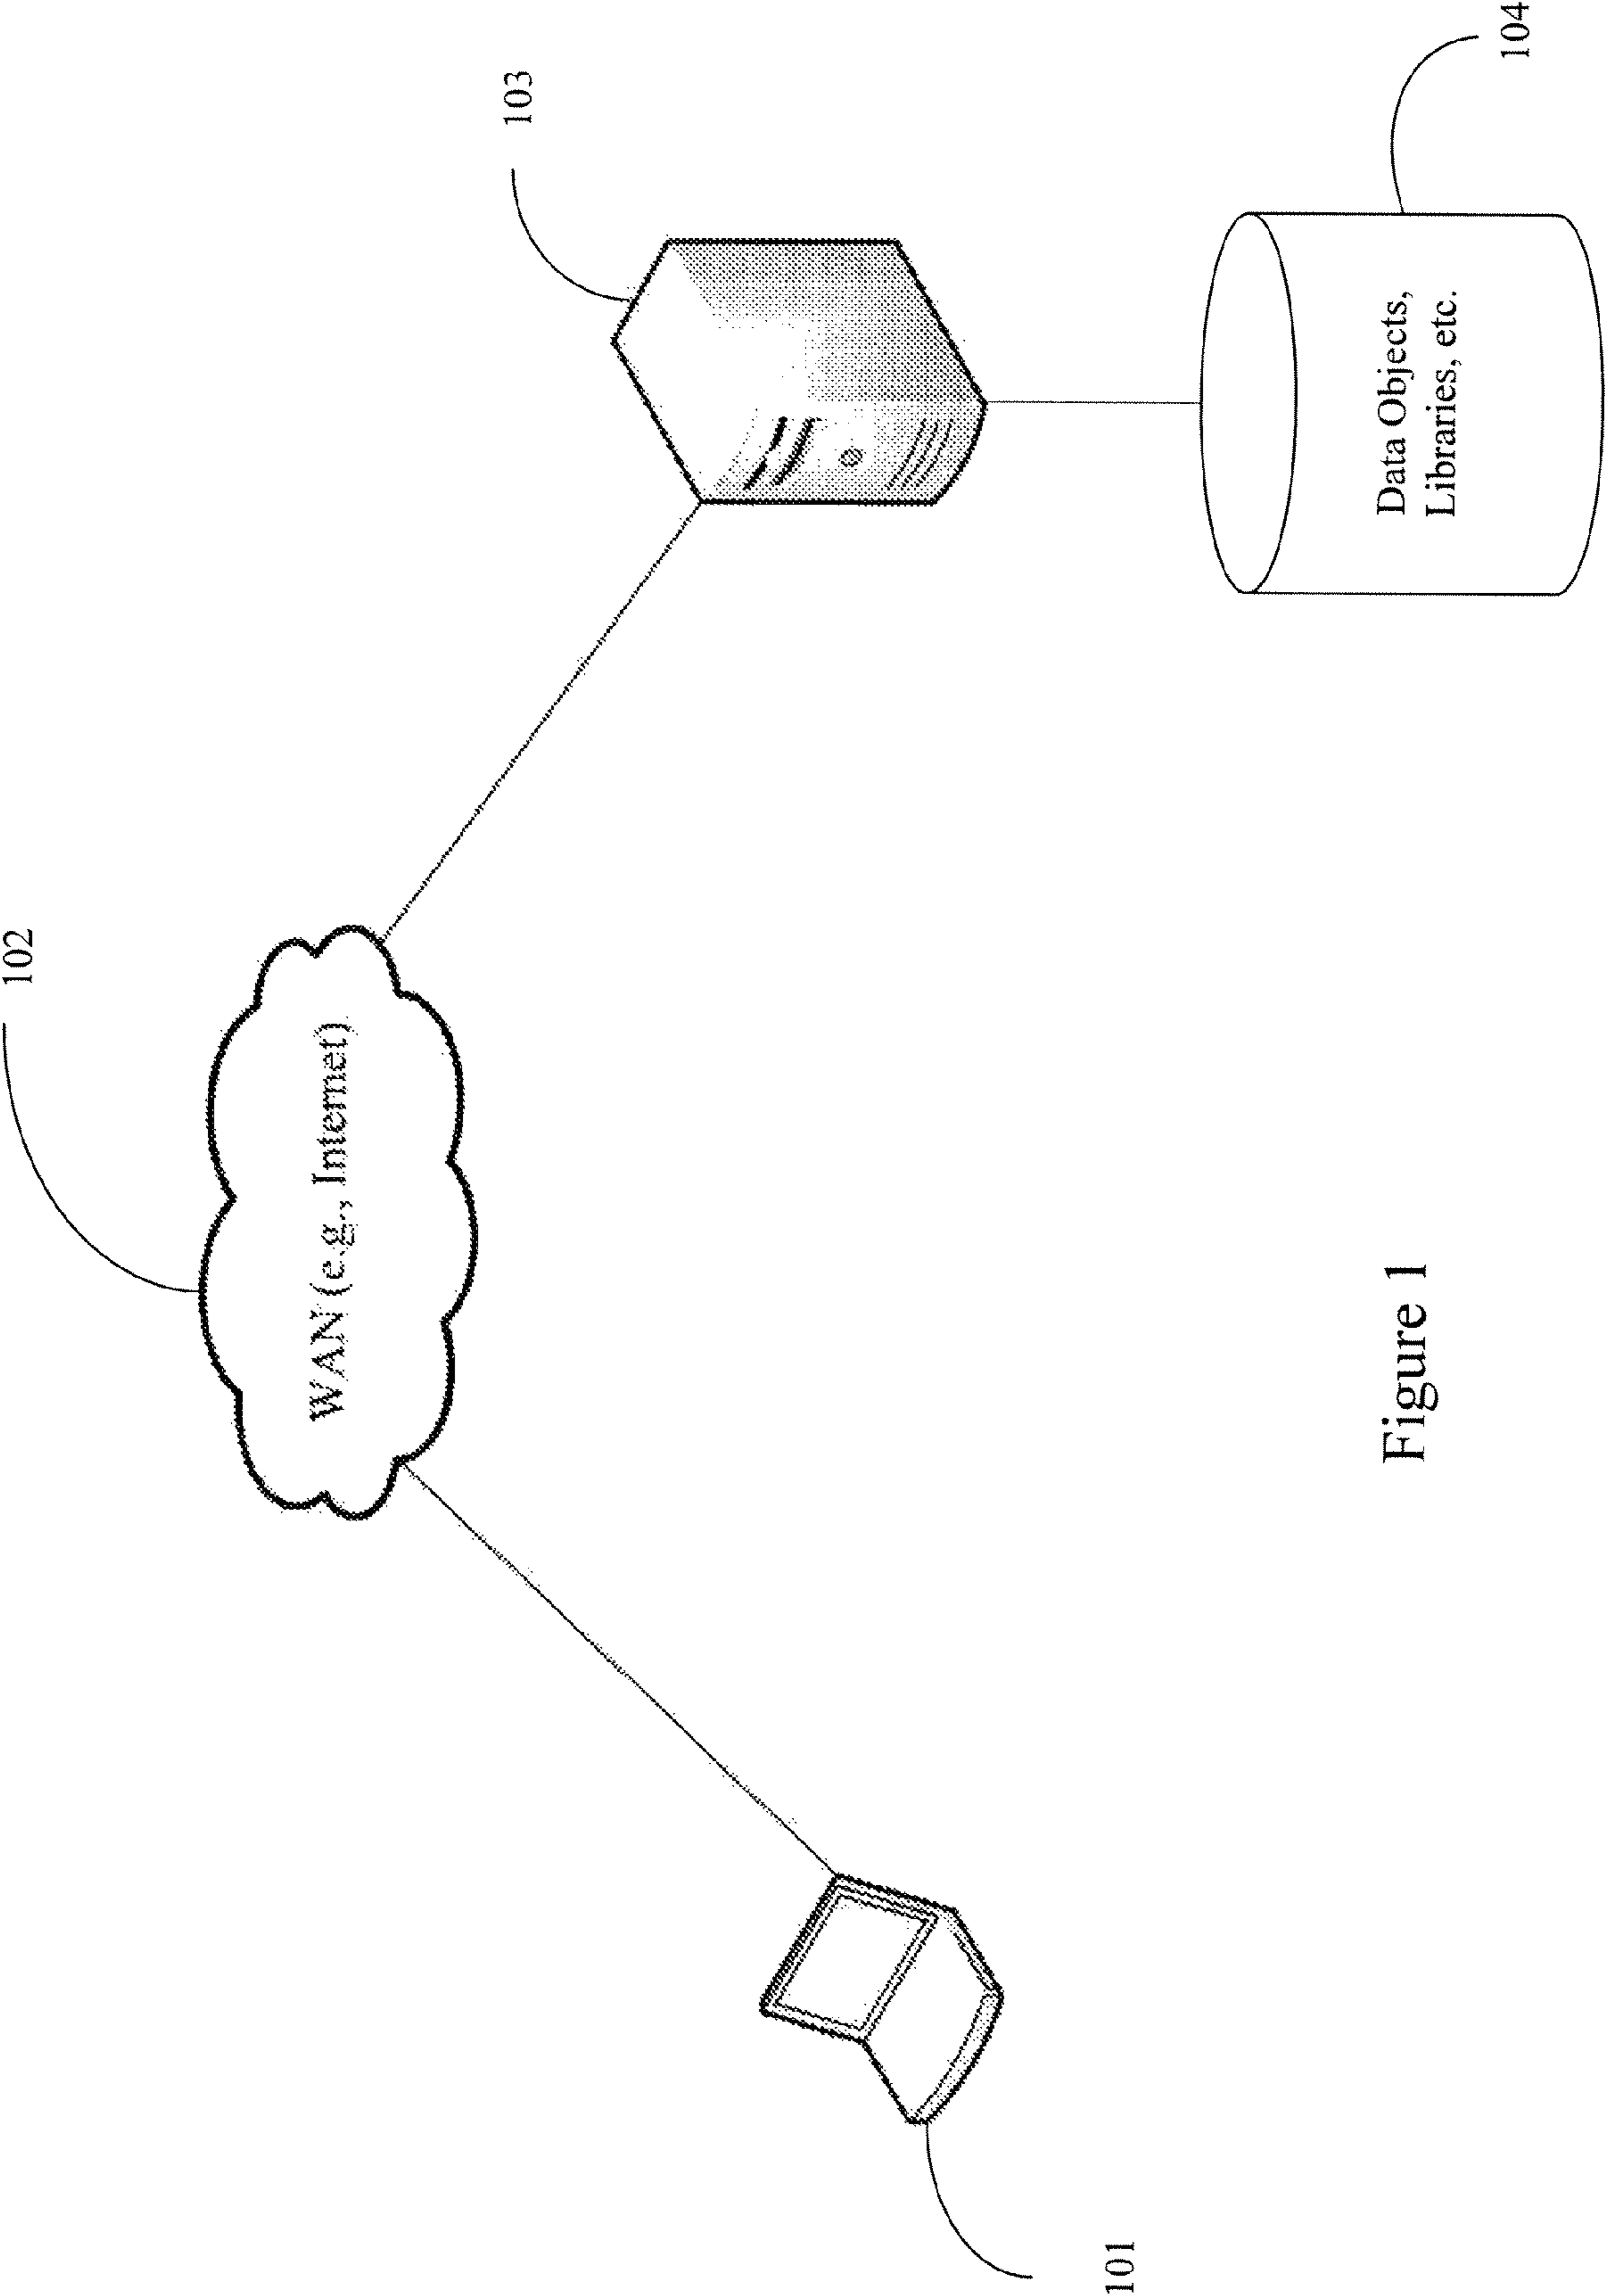 102
103
WAN (e.g., Internet)
101
Data Objects,
Libraries, etc.
104
Figure 1